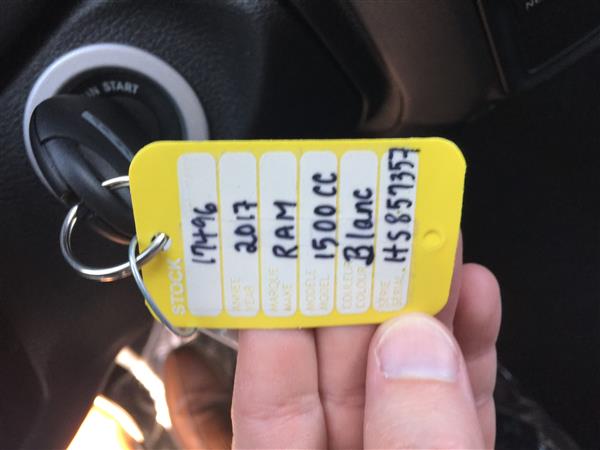 STOCK 17496
ANNÉE YEAR 2017
MARQUE MAKE RAM
MODÈLE MODEL 1500 CC
COULEUR COLOUR Blanc
SÉRIE SERIAL HS857357
START